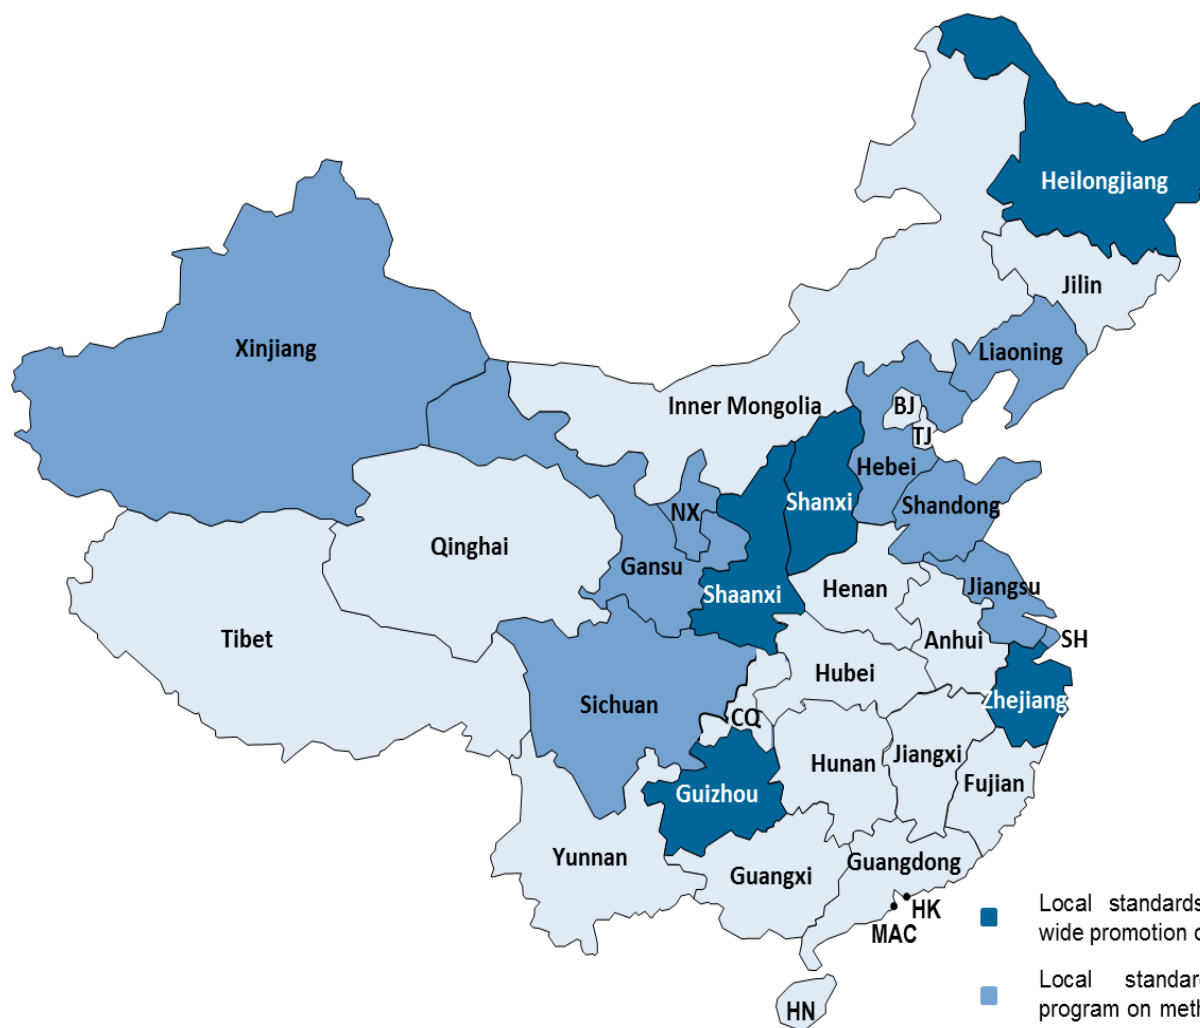 Heilongjiang
Jilin
Xinjiang
Liaoning
Inner Mongolia
BJ
TJ
Hebei
Shanxi
Shandong
NX
Qinghai
Gansu
Jiangsu
Shaanxi
Henan
Tibet
Anhui
SH
Hubei
Sichuan
Zhejiang
CQ
Jiangxi
Hunan
Fujian
Guizhou
Yunnan
Guangdong
Guangxi
HK
MAC
HN
Local standards
wide promotion
Local
program on